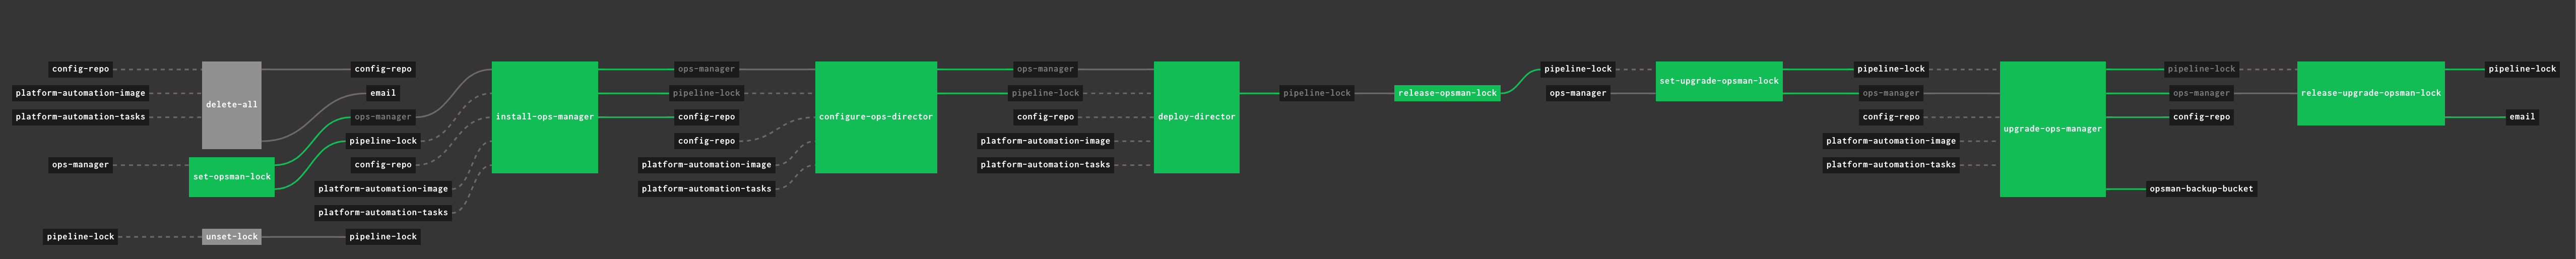 config-repo
platform-automation-image
platform-automation-tasks
delete-all
ops-manager
set-opsman-lock
pipeline-lock
unset-lock
config-repo
email
ops-manager
pipeline-lock
config-repo
platform-automation-image
platform-automation-tasks
pipeline-lock
install-ops-manager
ops-manager
pipeline-lock
config-repo
config-repo
platform-automation-image
platform-automation-tasks
configure-ops-director
ops-manager
pipeline-lock
config-repo
platform-automation-image
platform-automation-tasks
deploy-director
pipeline-lock
release-opsman-lock
pipeline-lock
ops-manager
set-upgrade-opsman-lock
pipeline-lock
ops-manager
config-repo
platform-automation-image
platform-automation-tasks
upgrade-ops-manager
pipeline-lock
ops-manager
config-repo
opsman-backup-bucket
release-upgrade-opsman-lock
pipeline-lock
email